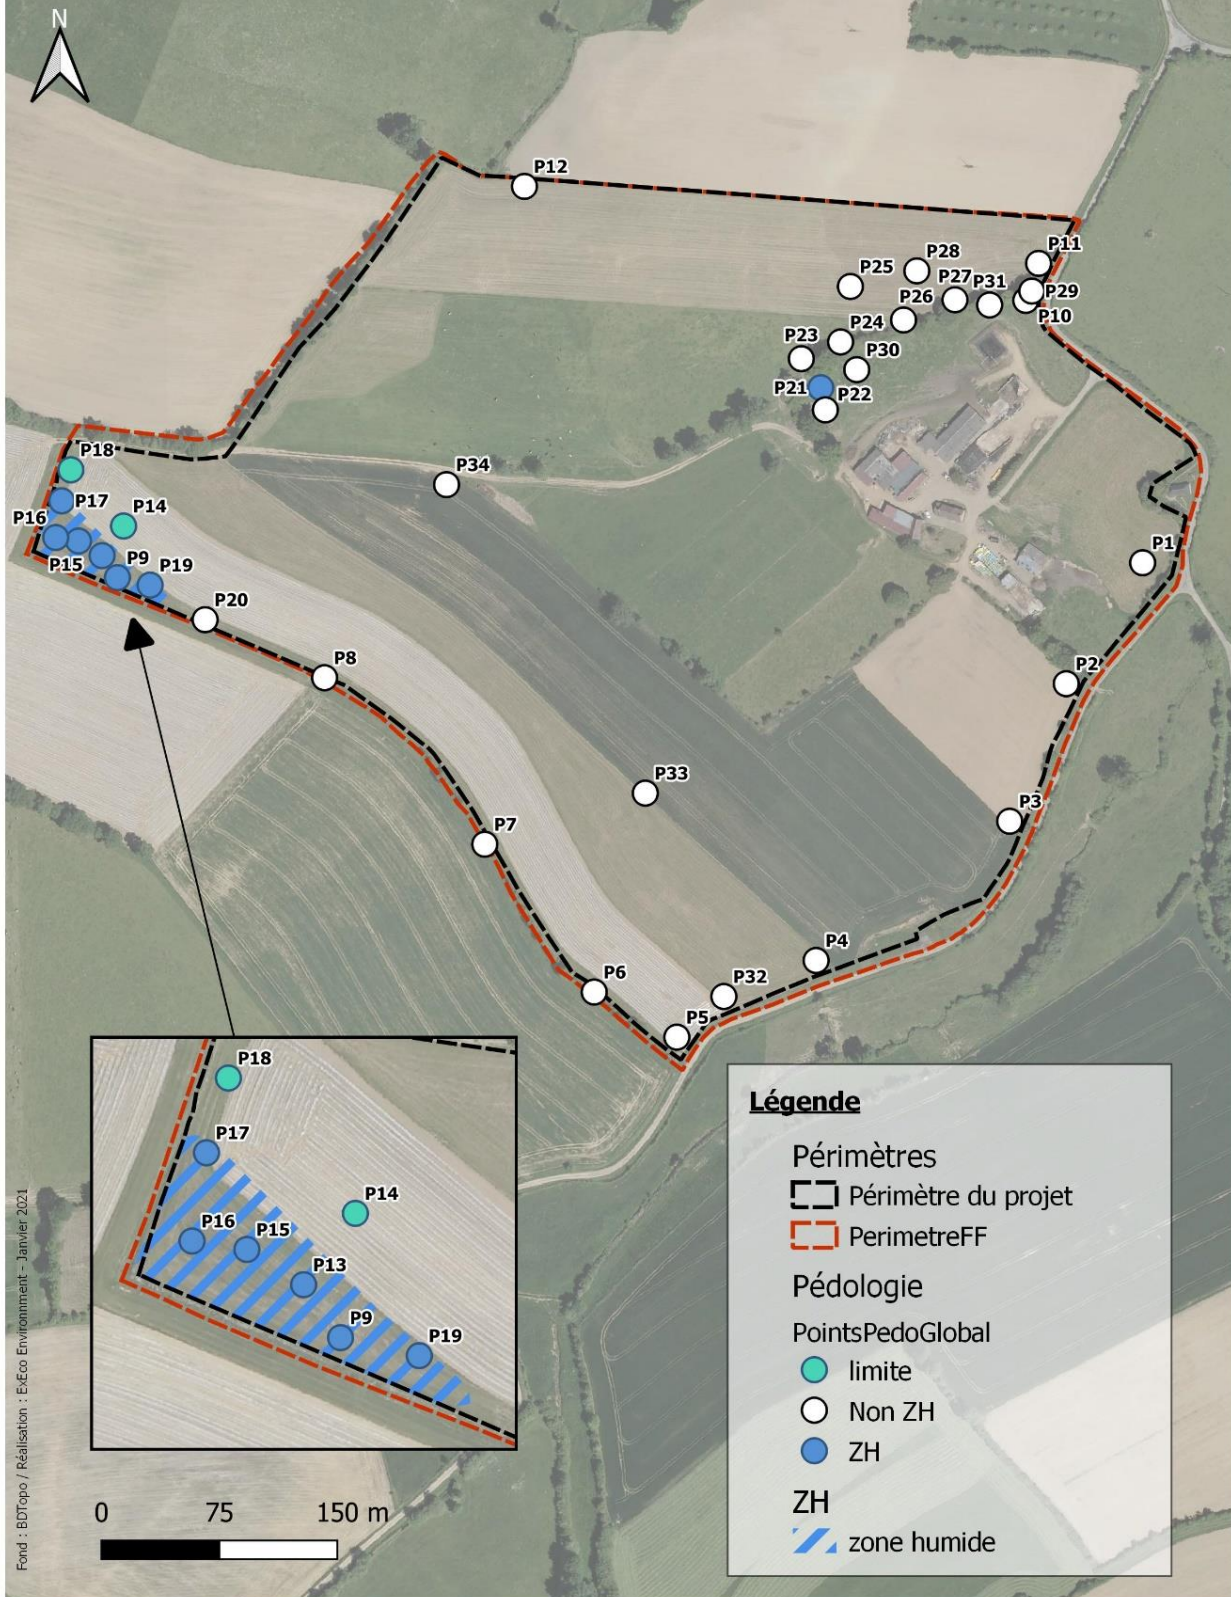 N
P12
P11
P28
P25
P27
P31
P29
P26
P10
P24
P23
P30
P21
P22
P18
P34
P17
P14
P16
P1
P15
P9
P19
P20
P8
P2
P33
P3
P7
P4
P6
P32
P5
P18
P17
P14
P16
P15
P13
P9
P19
Légende
Périmètres
Périmètre du projet
PerimetreFF
Pédologie
PointsPedoGlobal
limite
Non ZH
ZH
ZH
zone humide
0 75 150 m
Fond : BDTopo / Réalisation : ExEco Environnment - Janvier 2021